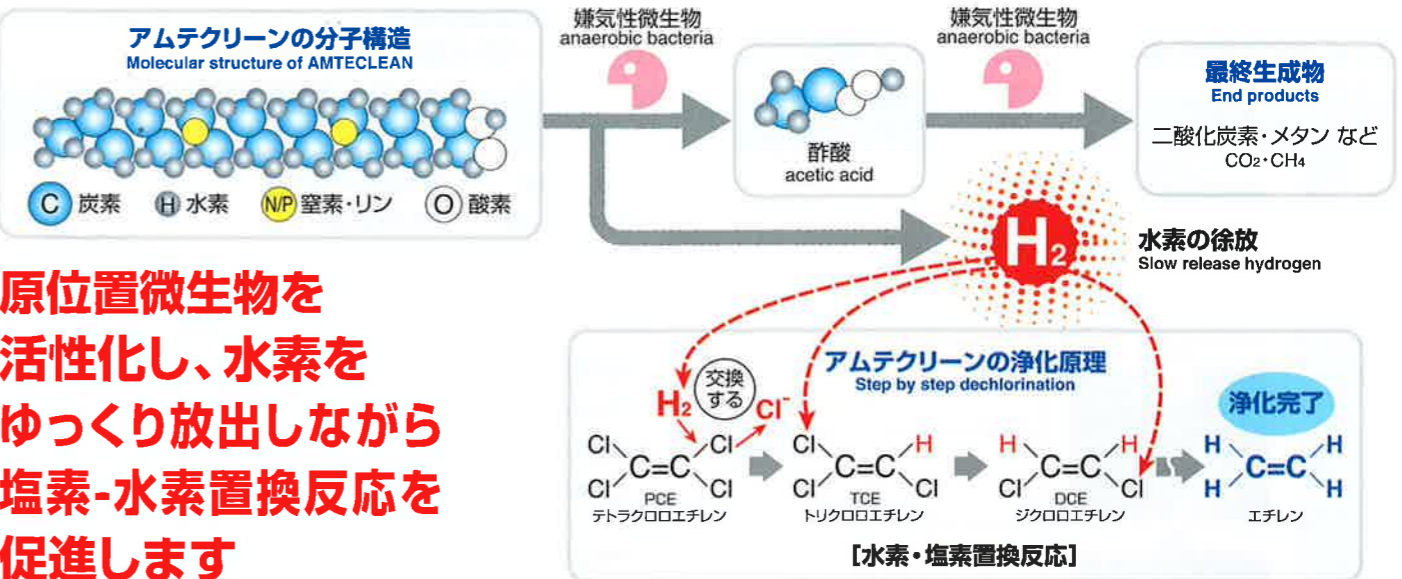 アムテクリーンの分子構造
Molecular structure of AMTECLEAN
C 炭素 H 水素 N/P 窒素・リン O 酸素
嫌気性微生物
anaerobic bacteria
酢酸
acetic acid
嫌気性微生物
anaerobic bacteria
最終生成物
End products
二酸化炭素・メタン など
CO2・CH4
H2
水素の徐放
Slow release hydrogen
原位置微生物を
活性化し、水素を
ゆっくり放出しながら
塩素-水素置換反応を
促進します
アムテクリーンの浄化原理
Step by step dechlorination
H2 交換する Cl-
Cl Cl
C=C
Cl Cl
PCE
テトラクロロエチレン
Cl H
C=C
Cl Cl
TCE
トリクロロエチレン
H H
C=C
Cl Cl
DCE
ジクロロエチレン
浄化完了
H H
C=C
H H
エチレン
[水素・塩素置換反応]